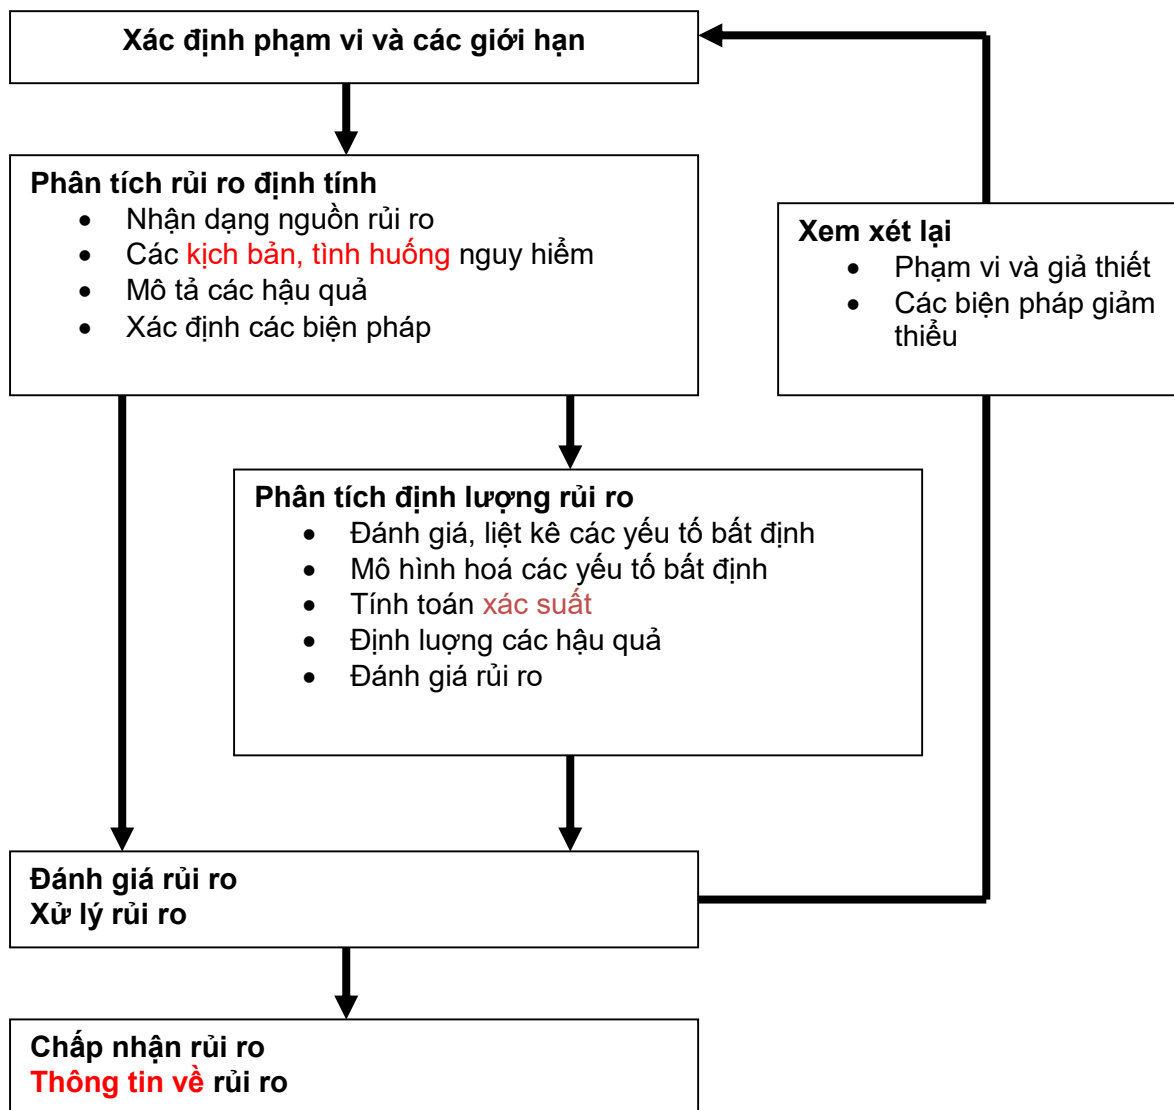 Xác định phạm vi và các giới hạn
Phân tích rủi ro định tính
• Nhận dạng nguồn rủi ro
• Các kịch bản, tình huống nguy hiểm
• Mô tả các hậu quả
• Xác định các biện pháp
Xem xét lại
• Phạm vi và giả thiết
• Các biện pháp giảm
thiểu
Phân tích định lượng rủi ro
• Đánh giá, liệt kê các yếu tố bất định
• Mô hình hoá các yếu tố bất định
• Tính toán xác suất
• Định luợng các hậu quả
• Đánh giá rủi ro
Đánh giá rủi ro
Xử lý rủi ro
Chấp nhận rủi ro
Thông tin về rủi ro